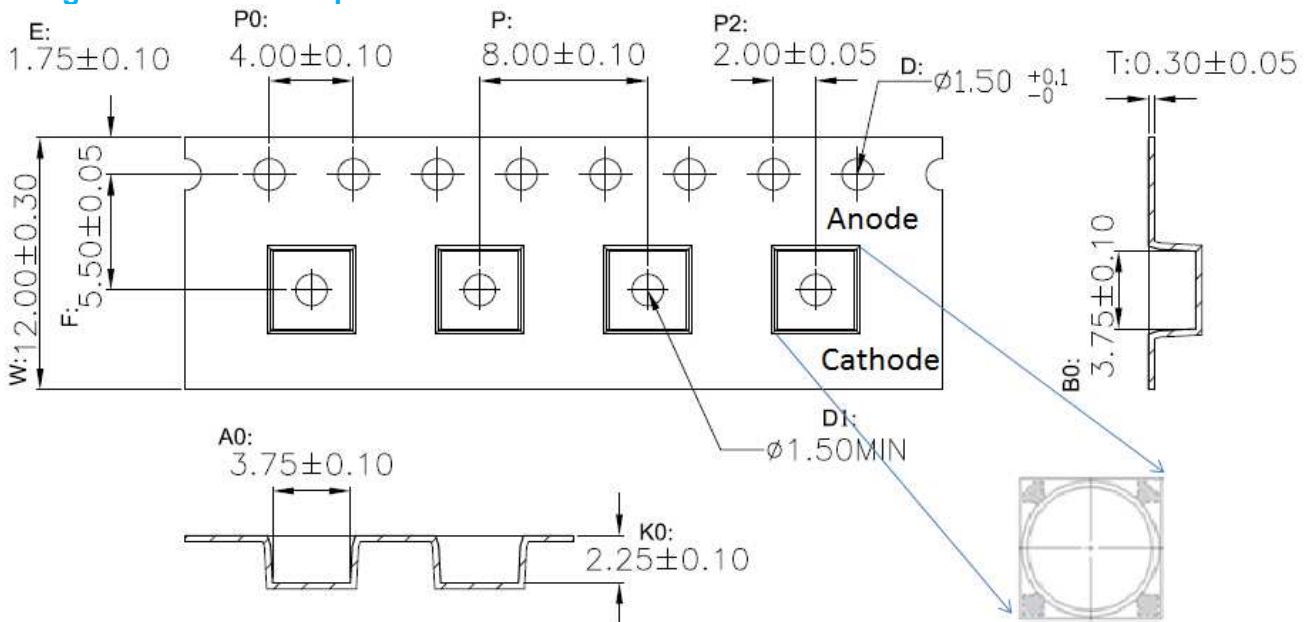 E:
1.75±0.10
P0:
4.00±0.10
P:
8.00±0.10
P2:
2.00±0.05
D:
⌀1.50 +0.1
-0
T:0.30±0.05
W:12.00±0.30
F:
5.50±0.05
Anode
Cathode
B0:
3.75±0.10
D1:
⌀1.50MIN
A0:
3.75±0.10
K0:
2.25±0.10